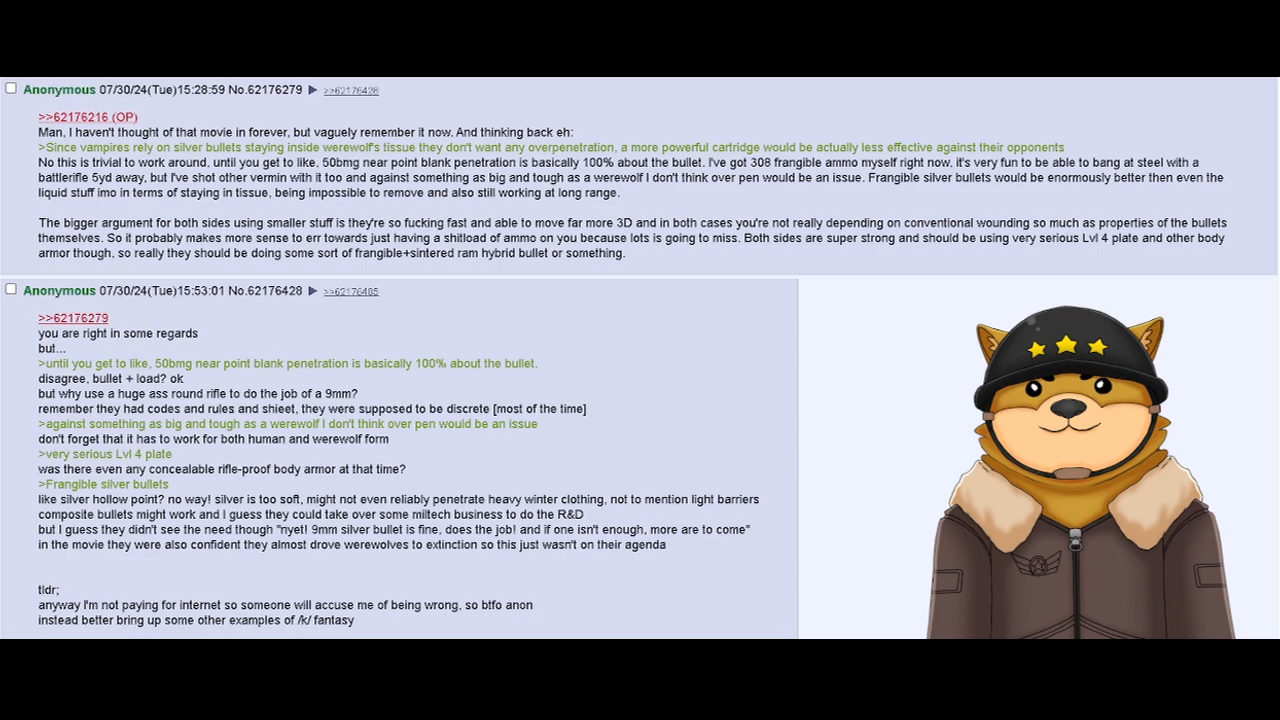 Anonymous 07/30/24(Tue)15:28:59 No.62176279 ▶ >>62176428
>>62176216 (OP)
Man, I haven't thought of that movie in forever, but vaguely remember it now. And thinking back eh:
>Since vampires rely on silver bullets staying inside werewolf's tissue they don't want any overpenetration, a more powerful cartridge would be actually less effective against their opponents
No this is trivial to work around, until you get to like, 50bmg near point blank penetration is basically 100% about the bullet. I've got 308 frangible ammo myself right now. it's very fun to be able to bang at steel with a
battlerifle 5yd away, but I've shot other vermin with it too and against something as big and tough as a werewolf I don't think over pen would be an issue. Frangible silver bullets would be enormously better then even the
liquid stuff imo in terms of staying in tissue, being impossible to remove and also still working at long range.
The bigger argument for both sides using smaller stuff is they're so fucking fast and able to move far more 3D and in both cases you're not really depending on conventional wounding so much as properties of the bullets
themselves. So it probably makes more sense to err towards just having a shitload of ammo on you because lots is going to miss. Both sides are super strong and should be using very serious Lvl 4 plate and other body
armor though, so really they should be doing some sort of frangible+sintered ram hybrid bullet or something.
Anonymous 07/30/24(Tue)15:53:01 No.62176428 ▶ >>62176485
>>62176279
you are right in some regards
but...
>until you get to like, 50bmg near point blank penetration is basically 100% about the bullet.
disagree, bullet + load? ok
but why use a huge ass round rifle to do the job of a 9mm?
remember they had codes and rules and shieet, they were supposed to be discrete [most of the time]
>against something as big and tough as a werewolf I don't think over pen would be an issue
don't forget that it has to work for both human and werewolf form
>very serious Lvl 4 plate
was there even any concealable rifle-proof body armor at that time?
>Frangible silver bullets
like silver hollow point? no way! silver is too soft, might not even reliably penetrate heavy winter clothing, not to mention light barriers
composite bullets might work and I guess they could take over some miltech business to do the R&D
but I guess they didn't see the need though "nyet! 9mm silver bullet is fine, does the job! and if one isn't enough, more are to come"
in the movie they were also confident they almost drove werewolves to extinction so this just wasn't on their agenda
tldr;
anyway I'm not paying for internet so someone will accuse me of being wrong, so btfo anon
instead better bring up some other examples of /k/ fantasy